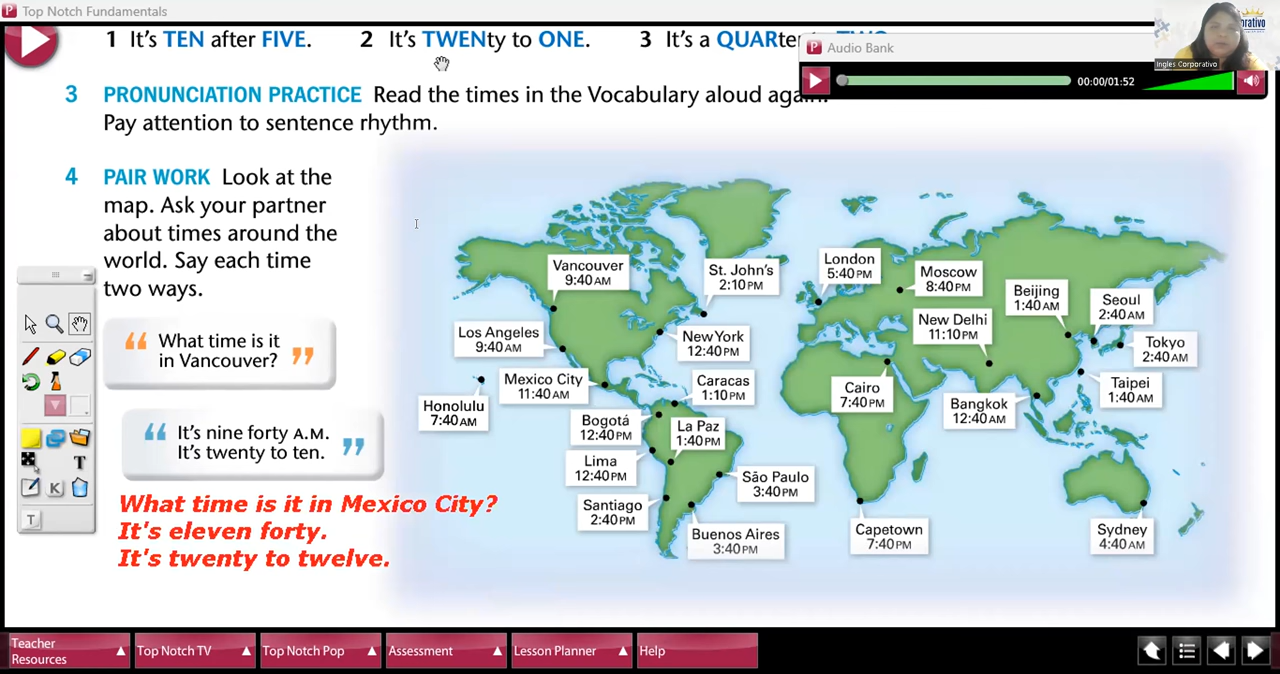 Top Notch Fundamentals
1 It's TEN after FIVE. 2 It's TWENty to ONE. 3 It's a QUARter
Audio Bank
00:00/01:52
Ingles Corporativo
3 PRONUNCIATION PRACTICE Read the times in the Vocabulary aloud again.
Pay attention to sentence rhythm.
4 PAIR WORK Look at the
map. Ask your partner
about times around the
world. Say each time
two ways.
“ What time is it
in Vancouver? ”
“ It's nine forty A.M.
It's twenty to ten. ”
What time is it in Mexico City?
It's eleven forty.
It's twenty to twelve.
Vancouver
9:40 AM
St. John's
2:10 PM
London
5:40 PM
Moscow
8:40 PM
Beijing
1:40 AM
Seoul
2:40 AM
Los Angeles
9:40 AM
New York
12:40 PM
New Delhi
11:10 PM
Tokyo
2:40 AM
Honolulu
7:40 AM
Mexico City
11:40 AM
Caracas
1:10 PM
Cairo
7:40 PM
Bangkok
12:40 AM
Taipei
1:40 AM
Bogotá
12:40 PM
La Paz
1:40 PM
Lima
12:40 PM
São Paulo
3:40 PM
Santiago
2:40 PM
Buenos Aires
3:40 PM
Capetown
7:40 PM
Sydney
4:40 AM
T
K
T
Teacher
Resources
Top Notch TV
Top Notch Pop
Assessment
Lesson Planner
Help